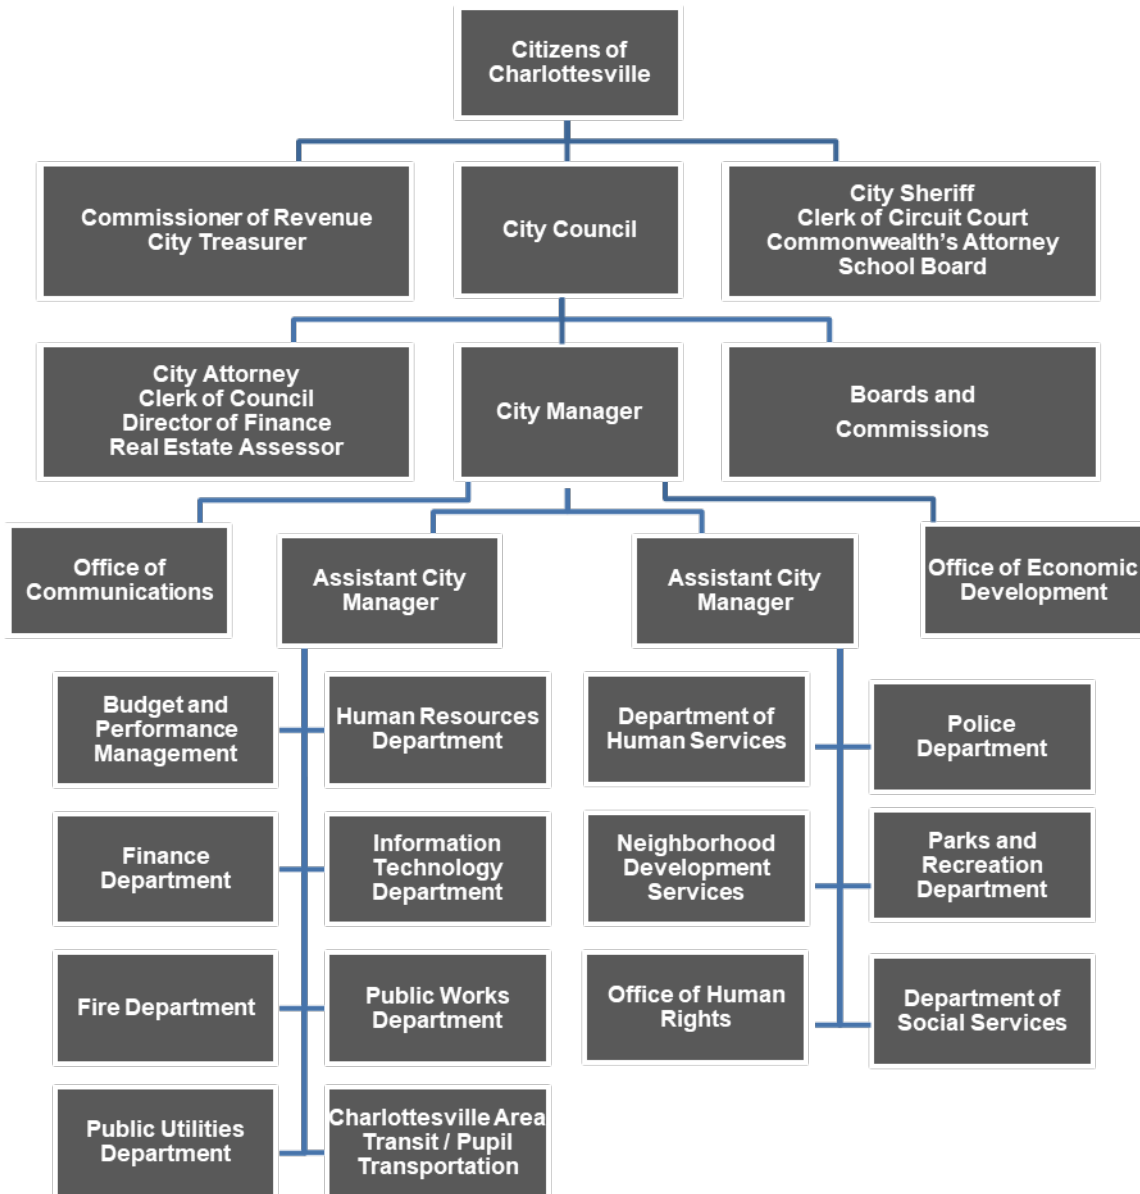 Citizens of
Charlottesville
Commissioner of Revenue
City Treasurer
City Council
City Sheriff
Clerk of Circuit Court
Commonwealth’s Attorney
School Board
City Attorney
Clerk of Council
Director of Finance
Real Estate Assessor
City Manager
Boards and
Commissions
Office of
Communications
Assistant City
Manager
Assistant City
Manager
Office of Economic
Development
Budget and
Performance
Management
Human Resources
Department
Department of
Human Services
Police
Department
Finance
Department
Information
Technology
Department
Neighborhood
Development
Services
Parks and
Recreation
Department
Fire Department
Public Works
Department
Office of Human
Rights
Department of
Social Services
Public Utilities
Department
Charlottesville Area
Transit / Pupil
Transportation